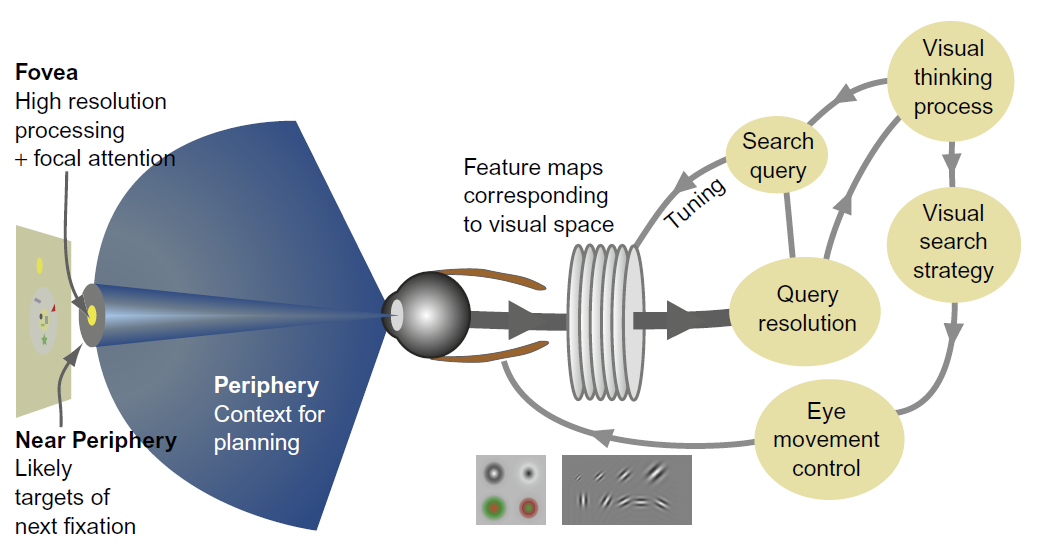 Fovea
High resolution
processing
+ focal attention
Near Periphery
Likely
targets of
next fixation
Periphery
Context for
planning
Feature maps
corresponding
to visual space
Tuning
Search
query
Visual
thinking
process
Visual
search
strategy
Query
resolution
Eye
movement
control